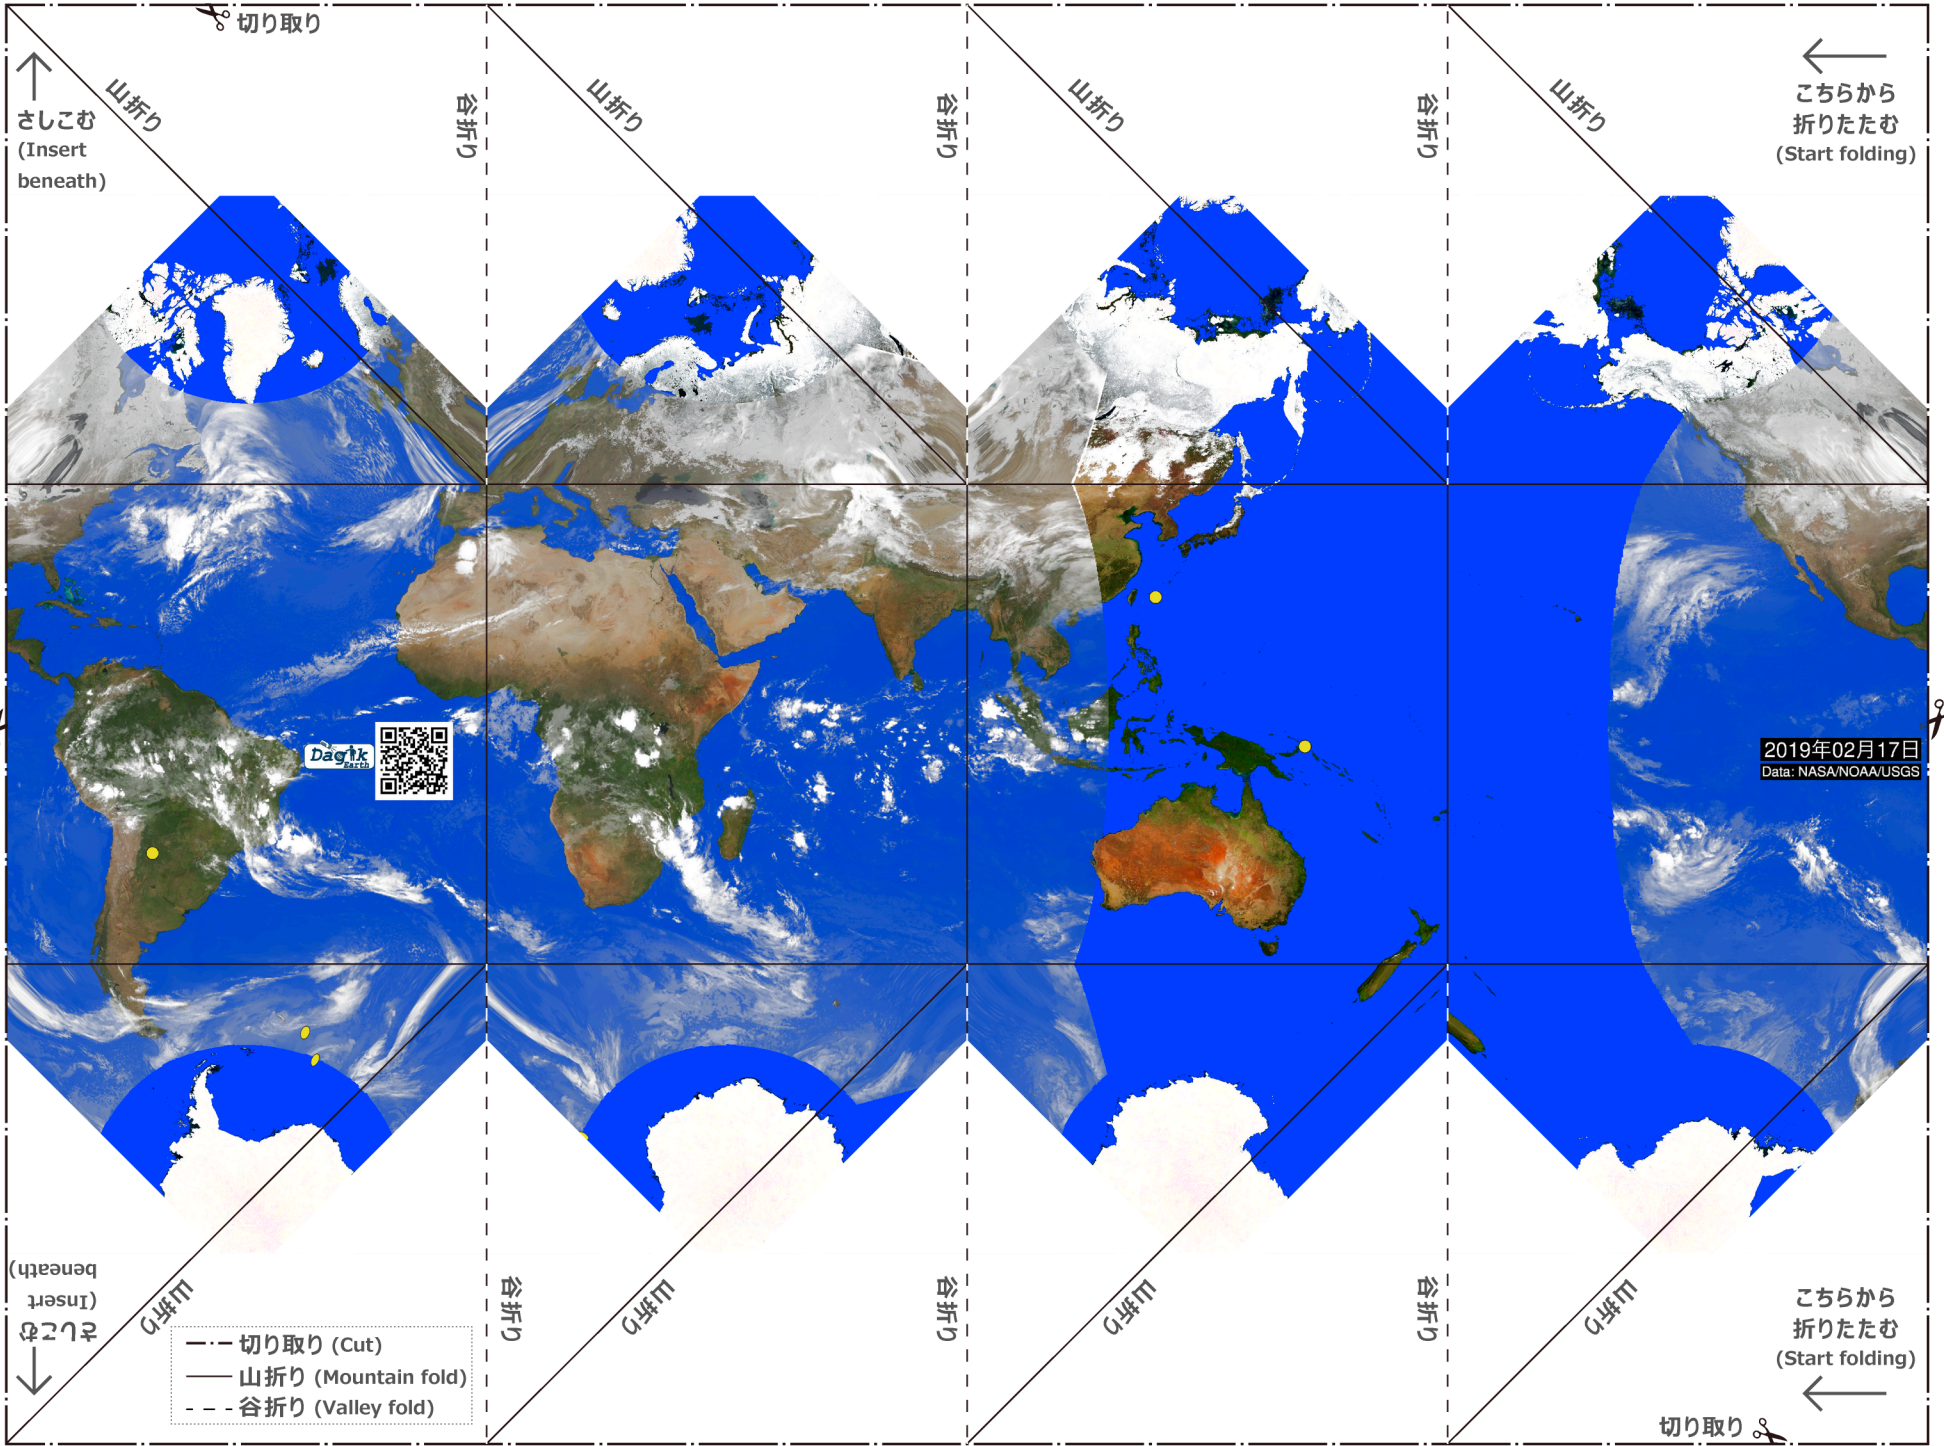 切り取り
山折り
谷折り
山折り
谷折り
山折り
谷折り
山折り
さしこむ
(Insert
beneath)
こちらから
折りたたむ
(Start folding)
Dagik
Earth
2019年02月17日
Data: NASA/NOAA/USGS
さしこむ
(Insert
beneath)
山折り
谷折り
山折り
谷折り
山折り
谷折り
山折り
こちらから
折りたたむ
(Start folding)
切り取り (Cut)
山折り (Mountain fold)
谷折り (Valley fold)
切り取り